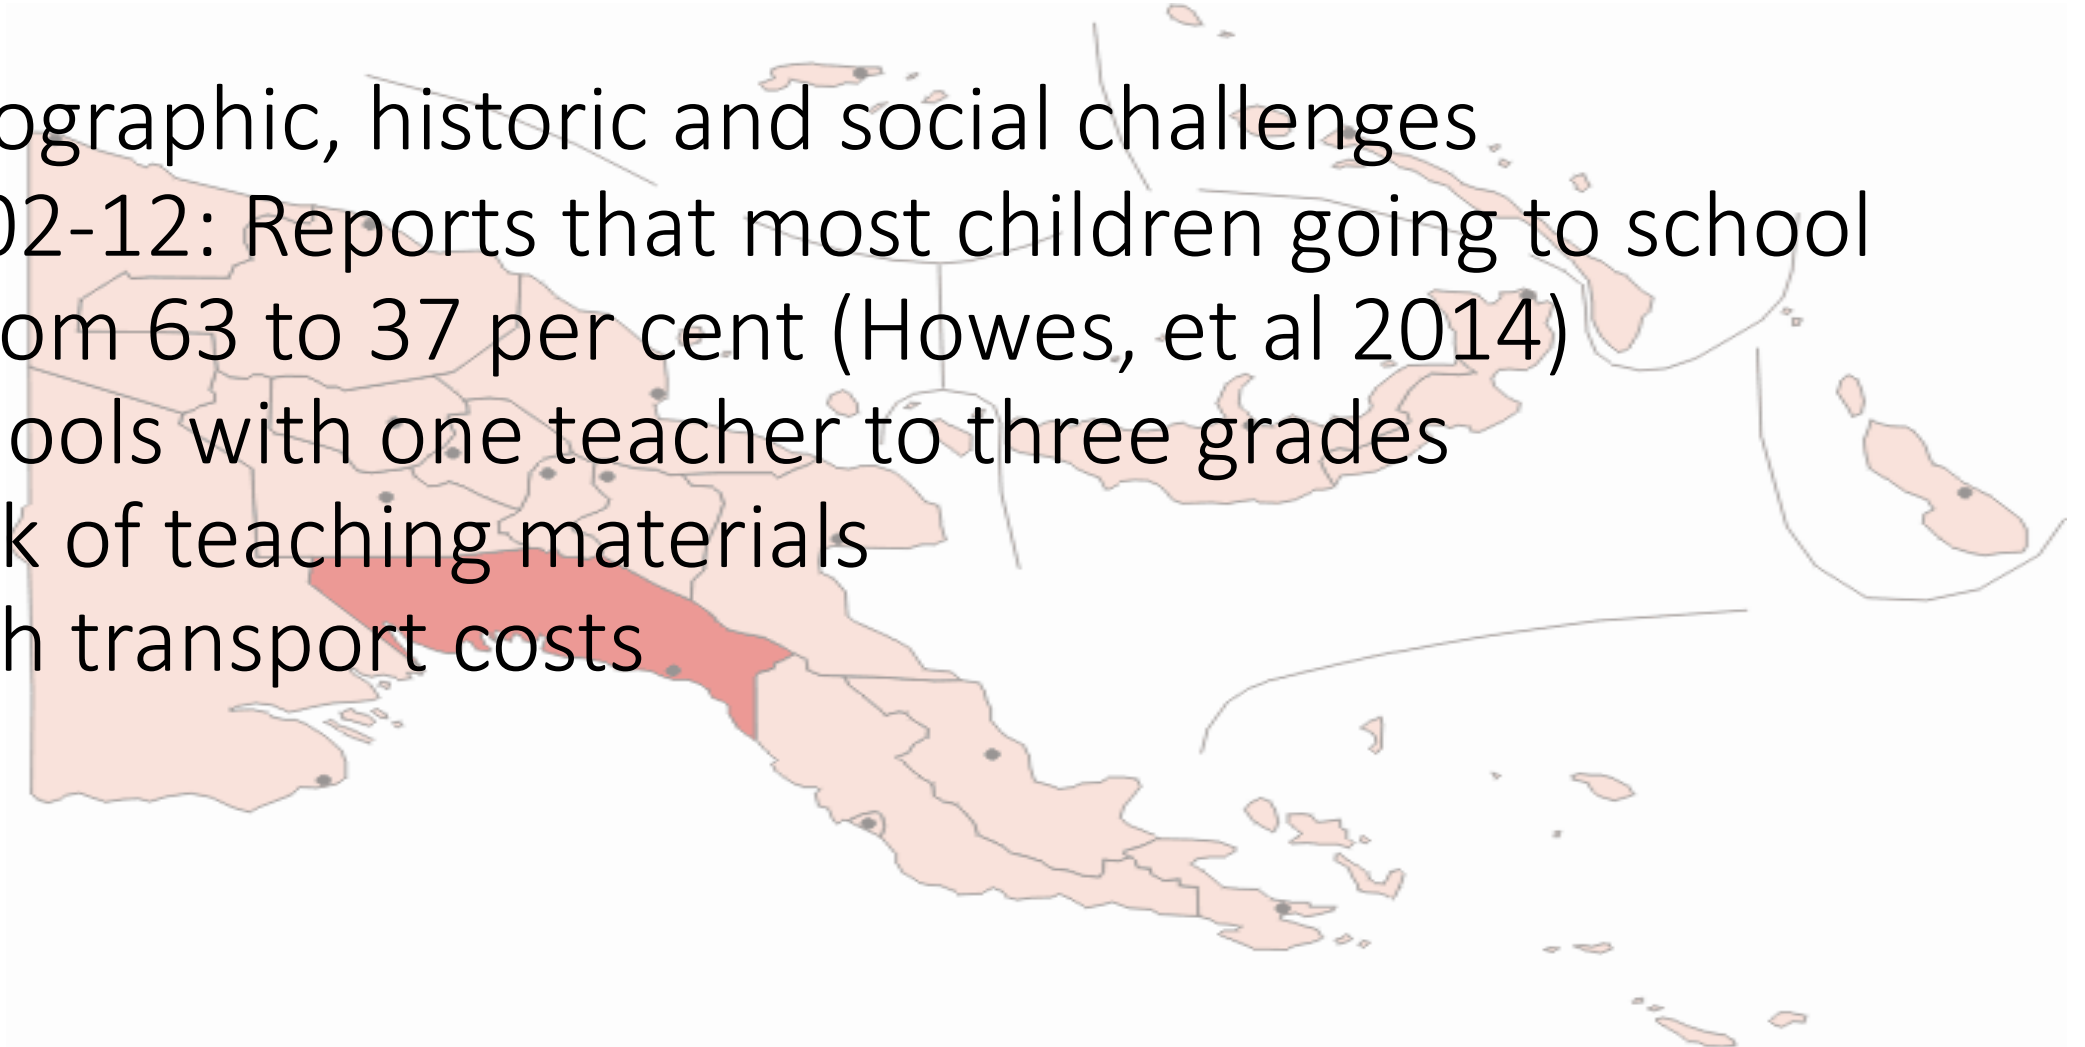 ographic, historic and social challenges
02-12: Reports that most children going to school
om 63 to 37 per cent (Howes, et al 2014)
ools with one teacher to three grades
k of teaching materials
h transport costs